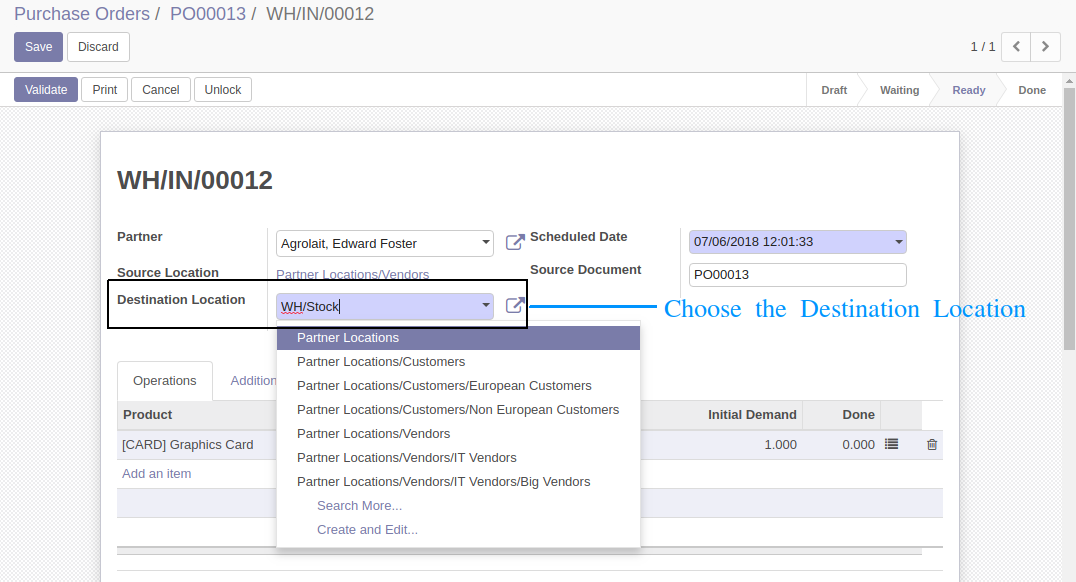 Purchase Orders / PO00013 / WH/IN/00012
Save Discard 1 / 1
Validate Print Cancel Unlock Draft Waiting Ready Done
WH/IN/00012
Partner Agrolait, Edward Foster Scheduled Date 07/06/2018 12:01:33
Source Location Partner Locations/Vendors Source Document PO00013
Destination Location WH/Stock Choose the Destination Location
Partner Locations
Partner Locations/Customers
Operations Addition
Partner Locations/Customers/European Customers
Partner Locations/Customers/Non European Customers
Product Initial Demand Done
Partner Locations/Vendors
[CARD] Graphics Card 1.000 0.000
Partner Locations/Vendors/IT Vendors
Add an item
Partner Locations/Vendors/IT Vendors/Big Vendors
Search More...
Create and Edit...